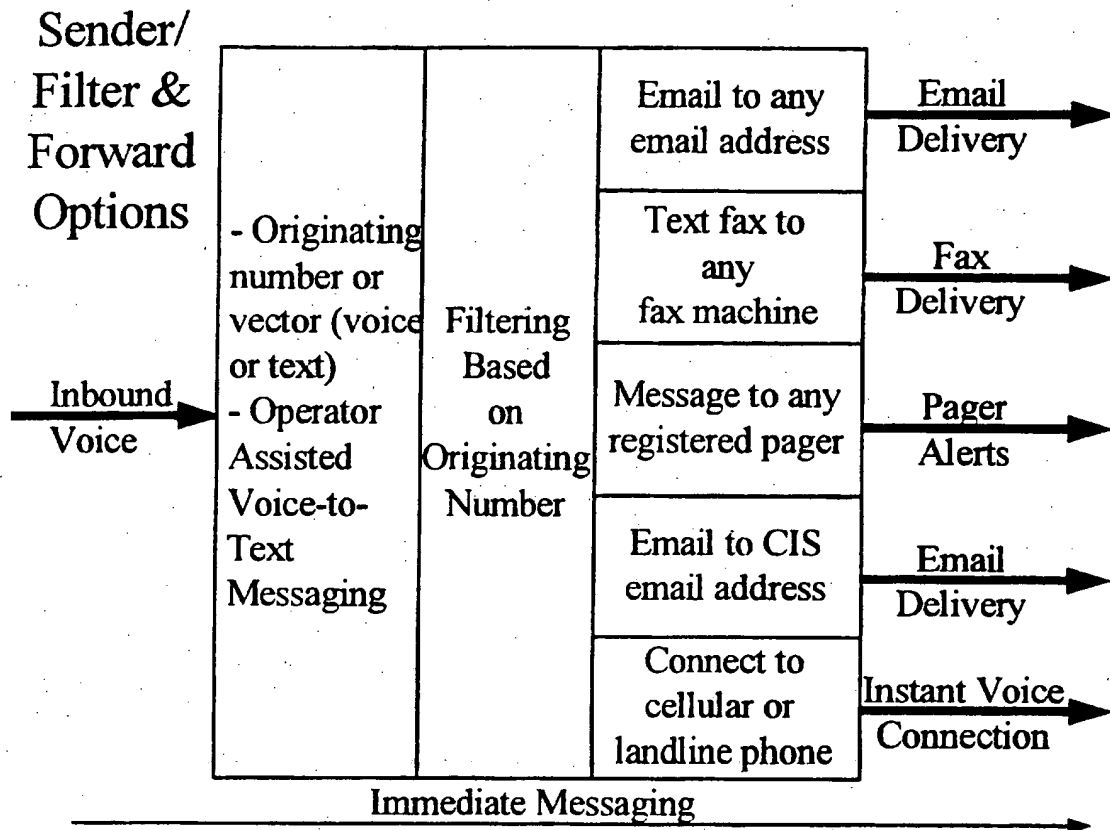 Sender/
Filter &
Forward
Options
Inbound
Voice
- Originating
number or
vector (voice
or text)
- Operator
Assisted
Voice-to-
Text
Messaging
Filtering
Based
on
Originating
Number
Email to any
email address
Text fax to
any
fax machine
Message to any
registered pager
Email to CIS
email address
Connect to
cellular or
landline phone
Email
Delivery
Fax
Delivery
Pager
Alerts
Email
Delivery
Instant Voice
Connection
Immediate Messaging